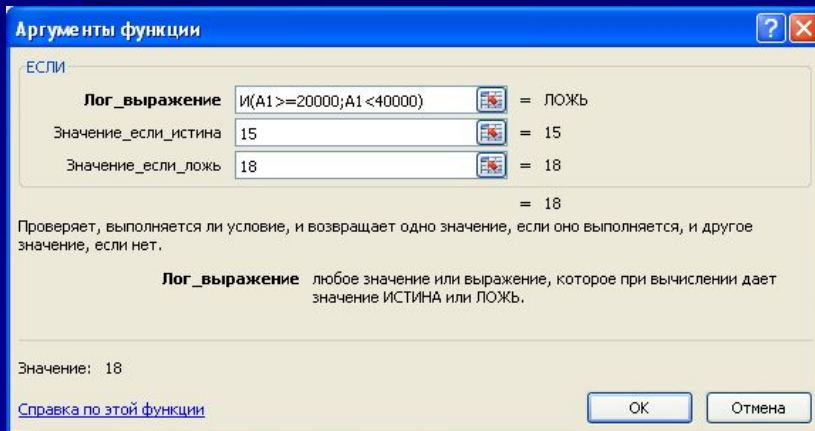 Аргументы функции
ЕСЛИ
Лог_выражение И(A1>=20000;A1<40000) = ЛОЖЬ
Значение_если_истина 15 = 15
Значение_если_ложь 18 = 18
= 18
Проверяет, выполняется ли условие, и возвращает одно значение, если оно выполняется, и другое
значение, если нет.
Лог_выражение любое значение или выражение, которое при вычислении дает
значение ИСТИНА или ЛОЖЬ.
Значение: 18
Справка по этой функции
ОК
Отмена